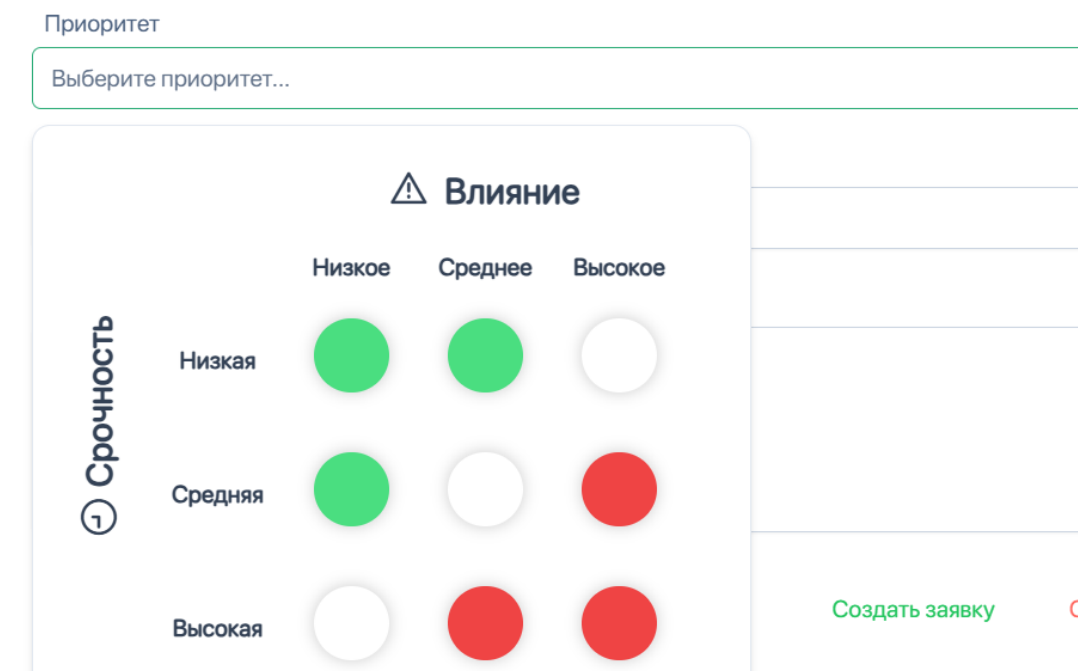 Приоритет
Выберите приоритет...
Влияние
Низкое Среднее Высокое
Срочность
Низкая
Средняя
Высокая
Создать заявку